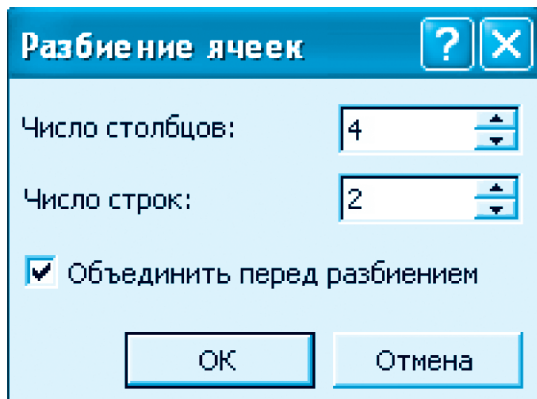 Разбиение ячеек
Число столбцов: 4
Число строк: 2
Объединить перед разбиением
ОК Отмена